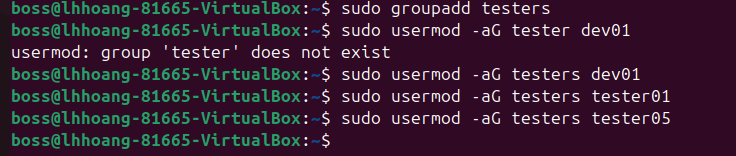 boss@lhhoang-81665-VirtualBox:~$ sudo groupadd testers
boss@lhhoang-81665-VirtualBox:~$ sudo usermod -aG tester dev01
usermod: group 'tester' does not exist
boss@lhhoang-81665-VirtualBox:~$ sudo usermod -aG testers dev01
boss@lhhoang-81665-VirtualBox:~$ sudo usermod -aG testers tester01
boss@lhhoang-81665-VirtualBox:~$ sudo usermod -aG testers tester05
boss@lhhoang-81665-VirtualBox:~$